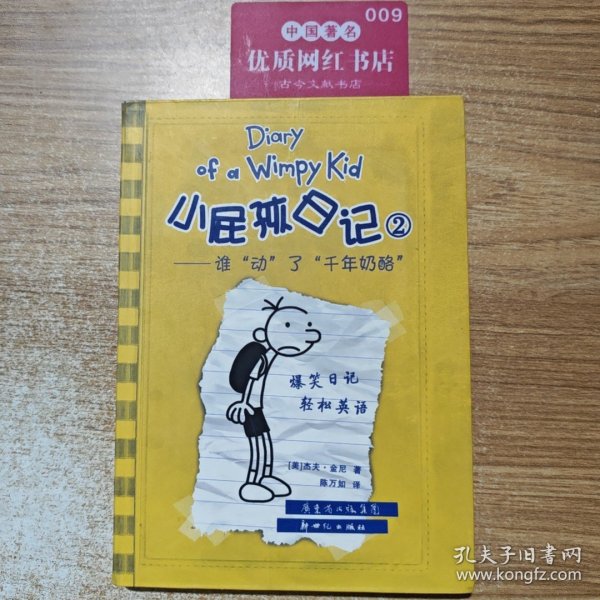 中国著名
009
优质网红书店
古今文献书店
Diary
of a Wimpy Kid
小屁孩日记②
——谁“动”了“千年奶酪”
爆笑日记
轻松英语
[美]杰夫·金尼 著
陈万如 译
广东省出版集团
新世纪出版社
孔夫子旧书网
www.kongfz.com